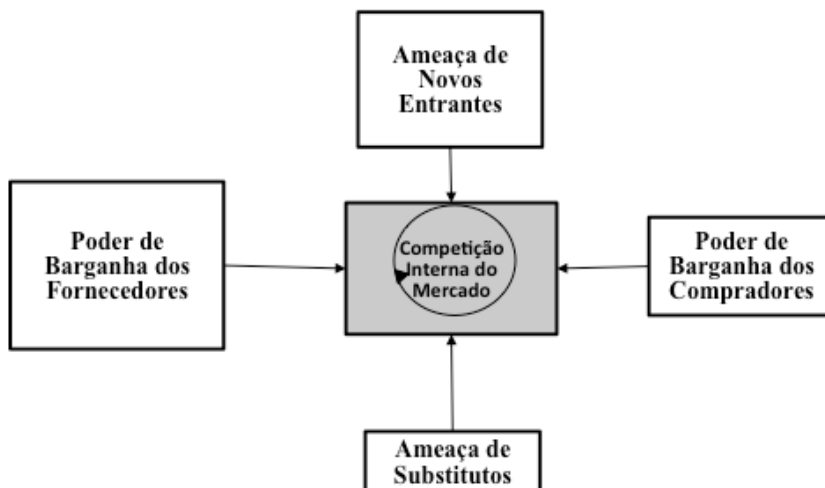 Ameaça de
Novos
Entrantes
Poder de
Barganha dos
Fornecedores
Competição
Interna do
Mercado
Poder de
Barganha dos
Compradores
Ameaça de
Substitutos